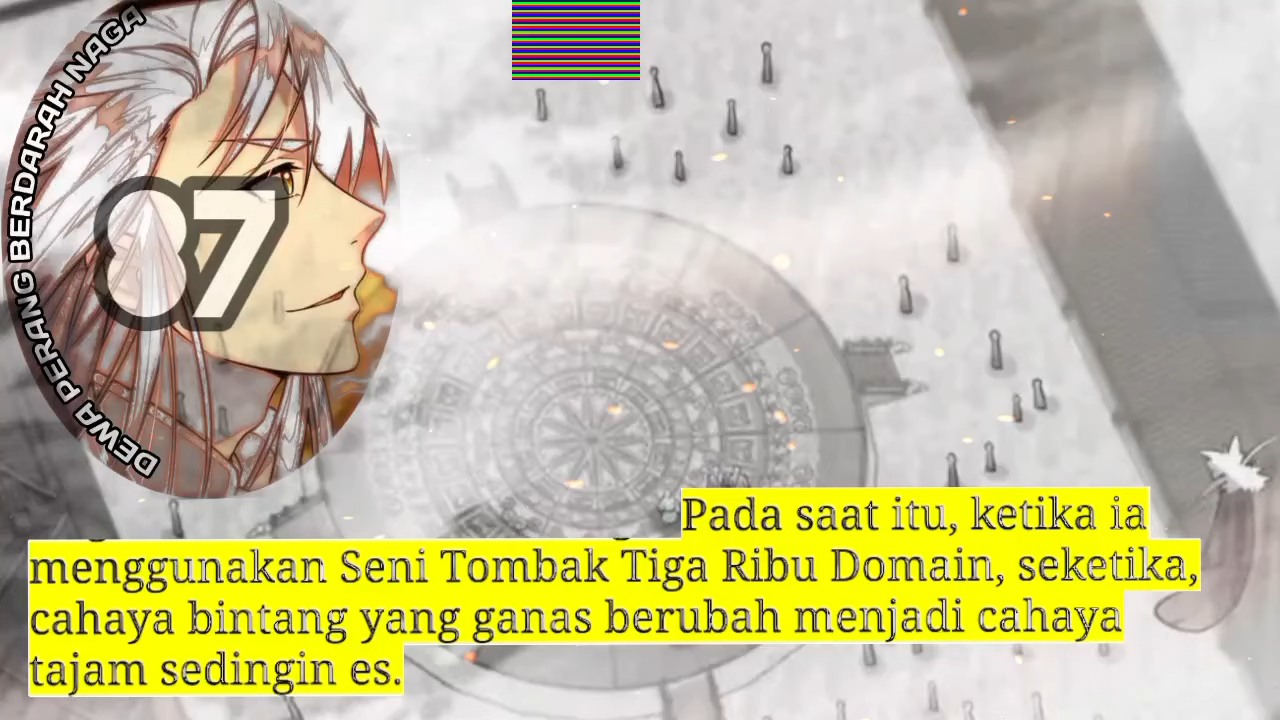 DEWA PERANG BERDARAH NAGA
87
Pada saat itu, ketika ia
menggunakan Seni Tombak Tiga Ribu Domain, seketika,
cahaya bintang yang ganas berubah menjadi cahaya
tajam sedingin es.